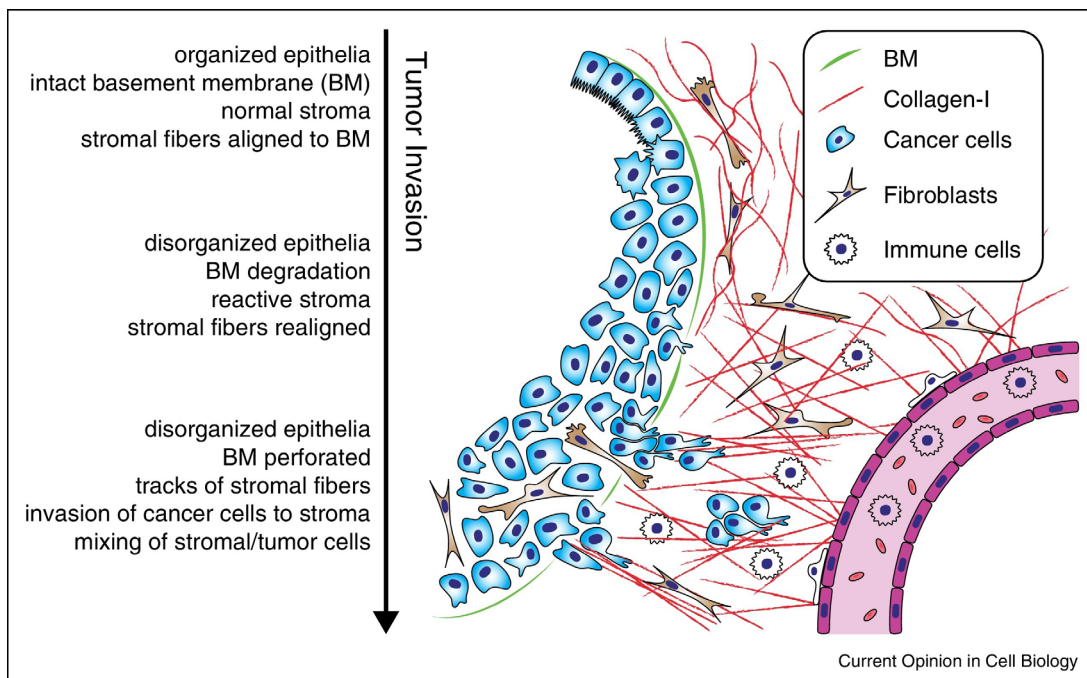 organized epithelia
intact basement membrane (BM)
normal stroma
stromal fibers aligned to BM
disorganized epithelia
BM degradation
reactive stroma
stromal fibers realigned
disorganized epithelia
BM perforated
tracks of stromal fibers
invasion of cancer cells to stroma
mixing of stromal/tumor cells
Tumor Invasion
BM
Collagen-I
Cancer cells
Fibroblasts
Immune cells
Current Opinion in Cell Biology